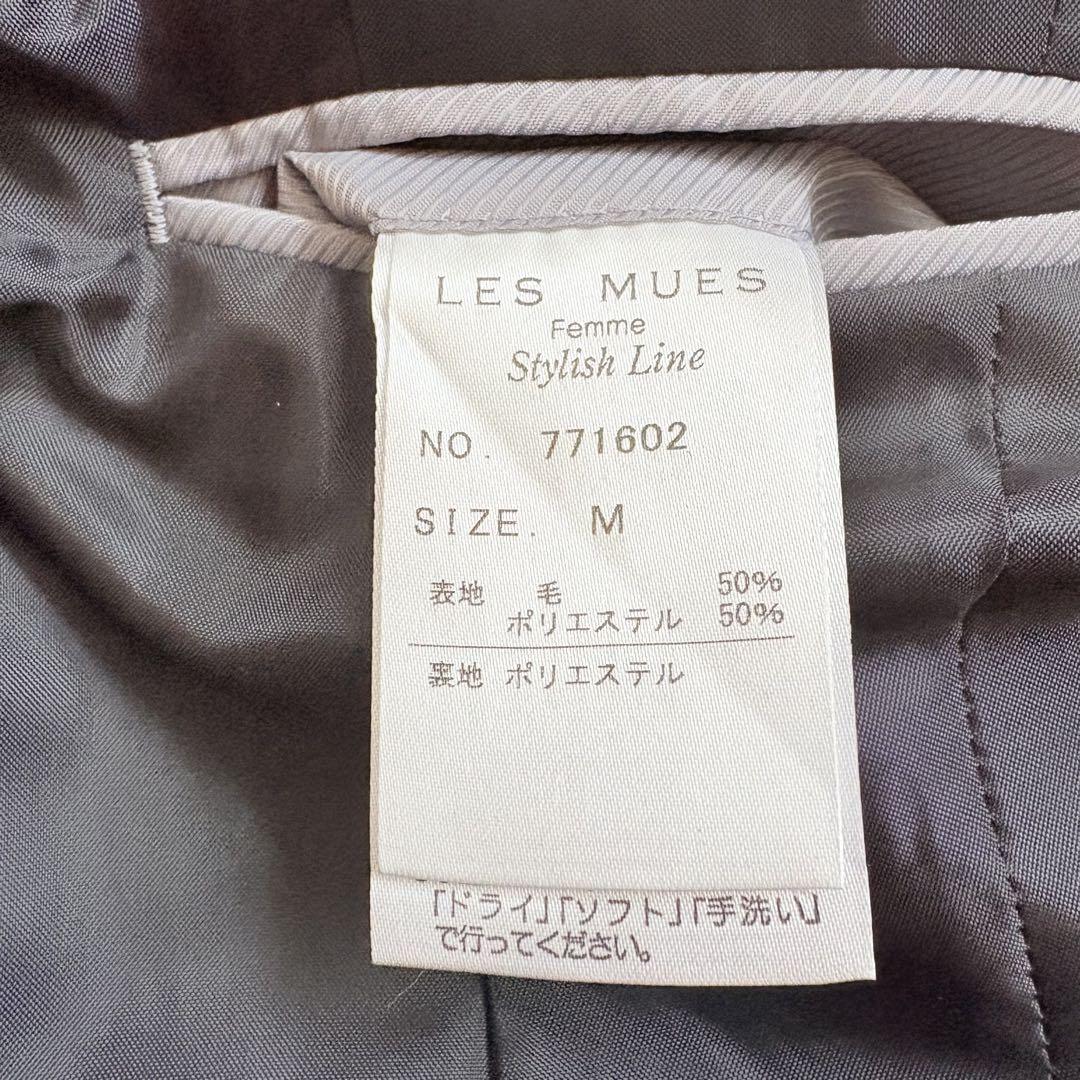 LES MUES
Femme
Stylish Line
NO. 771602
SIZE. M
表地 毛 50%
ポリエステル 50%
裏地 ポリエステル
「ドライ」「ソフト」「手洗い」
で行ってください。